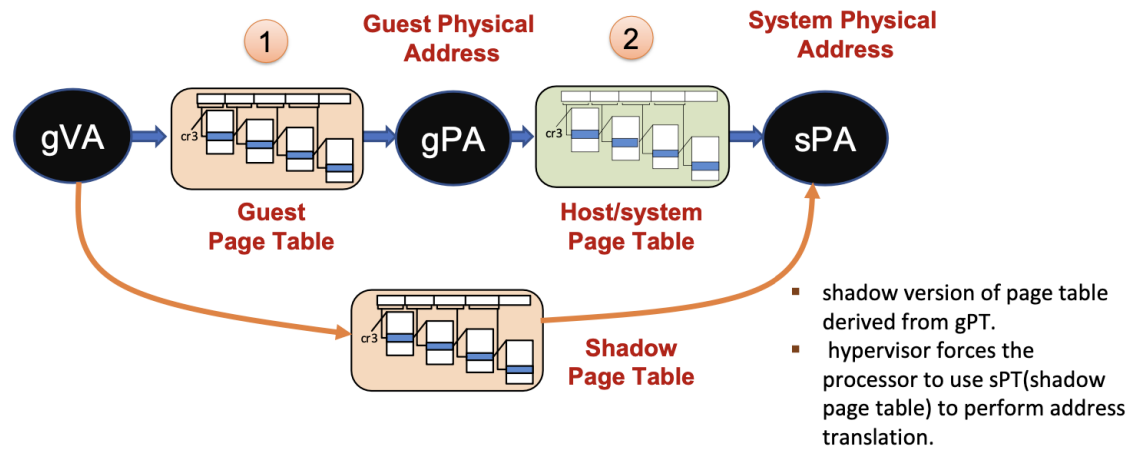 1
Guest Physical
Address
2
System Physical
Address
gVA
cr3
gPA
cr3
sPA
Guest
Page Table
Host/system
Page Table
cr3
Shadow
Page Table
▪ shadow version of page table
derived from gPT.
▪ hypervisor forces the
processor to use sPT(shadow
page table) to perform address
translation.